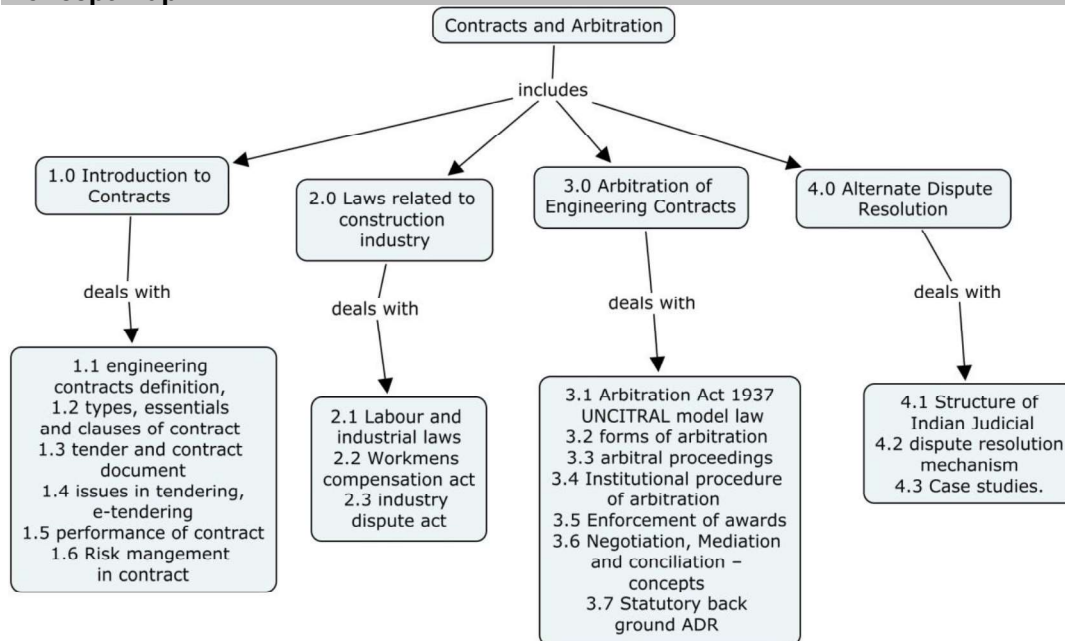 Contracts and Arbitration
includes
1.0 Introduction to
Contracts
2.0 Laws related to
construction
industry
3.0 Arbitration of
Engineering Contracts
4.0 Alternate Dispute
Resolution
deals with
deals with
deals with
deals with
1.1 engineering
contracts definition,
1.2 types, essentials
and clauses of contract
1.3 tender and contract
document
1.4 issues in tendering,
e-tendering
1.5 performance of contract
1.6 Risk mangement
in contract
2.1 Labour and
industrial laws
2.2 Workmens
compensation act
2.3 industry
dispute act
3.1 Arbitration Act 1937
UNCITRAL model law
3.2 forms of arbitration
3.3 arbitral proceedings
3.4 Institutional procedure
of arbitration
3.5 Enforcement of awards
3.6 Negotiation, Mediation
and conciliation –
concepts
3.7 Statutory back
ground ADR
4.1 Structure of
Indian Judicial
4.2 dispute resolution
mechanism
4.3 Case studies.